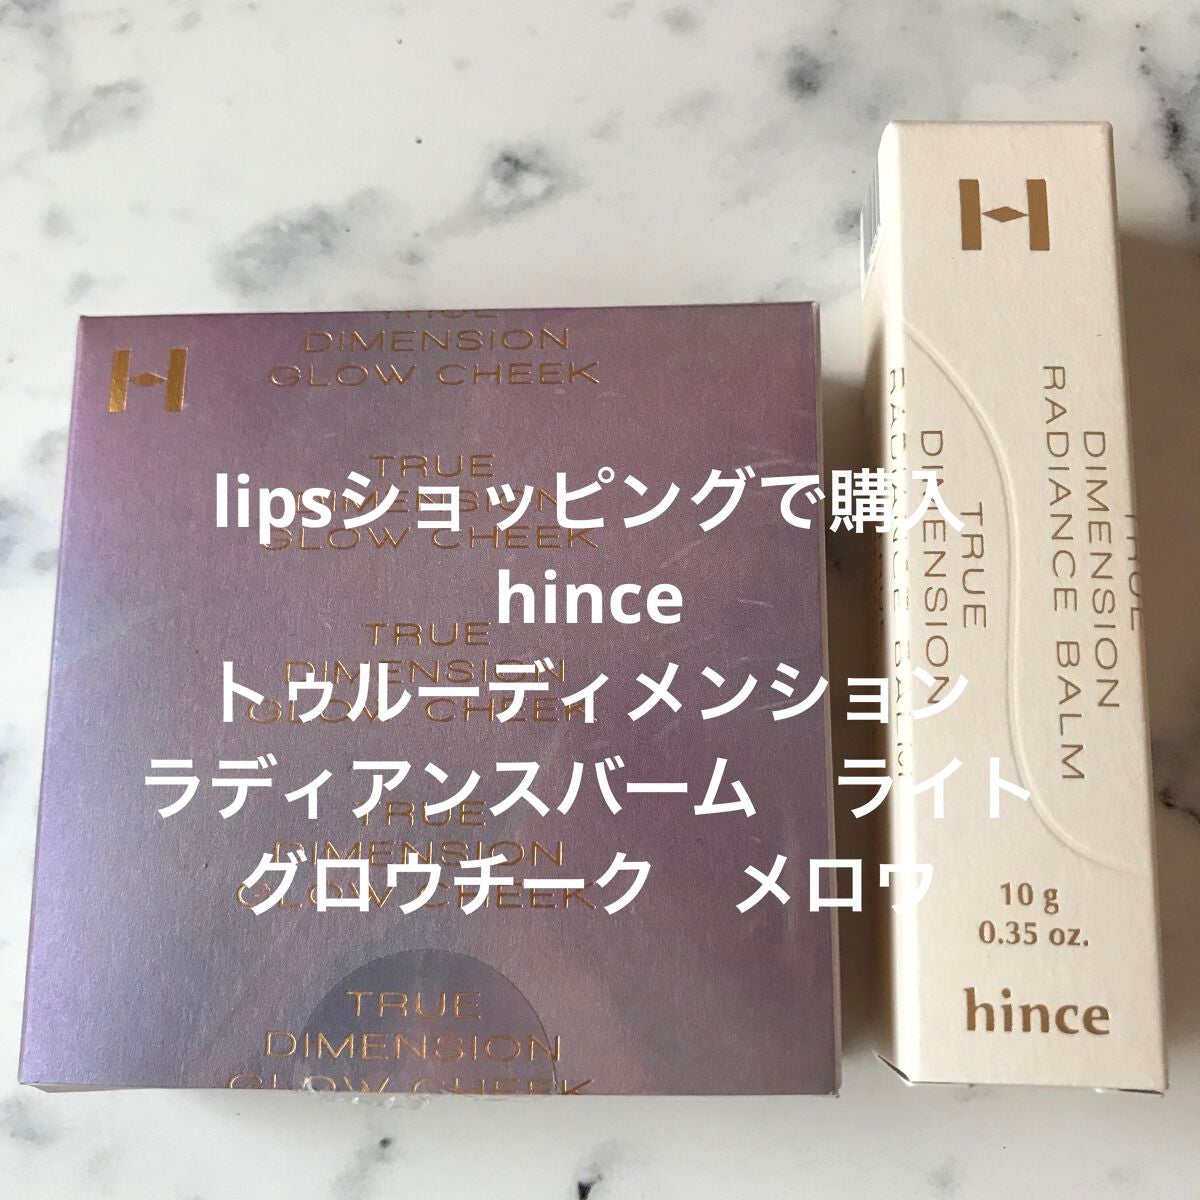 TRUE
DIMENSION
GLOW CHEEK
TRUE
DIMENSION
GLOW CHEEK
TRUE
DIMENSION
GLOW CHEEK
TRUE
DIMENSION
GLOW CHEEK
TRUE
DIMENSION
GLOW CHEEK
lipsショッピングで購入
hince
トゥルーディメンション
ラディアンスバーム　ライト
グロウチーク　メロウ
H
TRUE
DIMENSION
RADIANCE BALM
TRUE
DIMENSION
RADIANCE BALM
10 g
0.35 oz.
hince